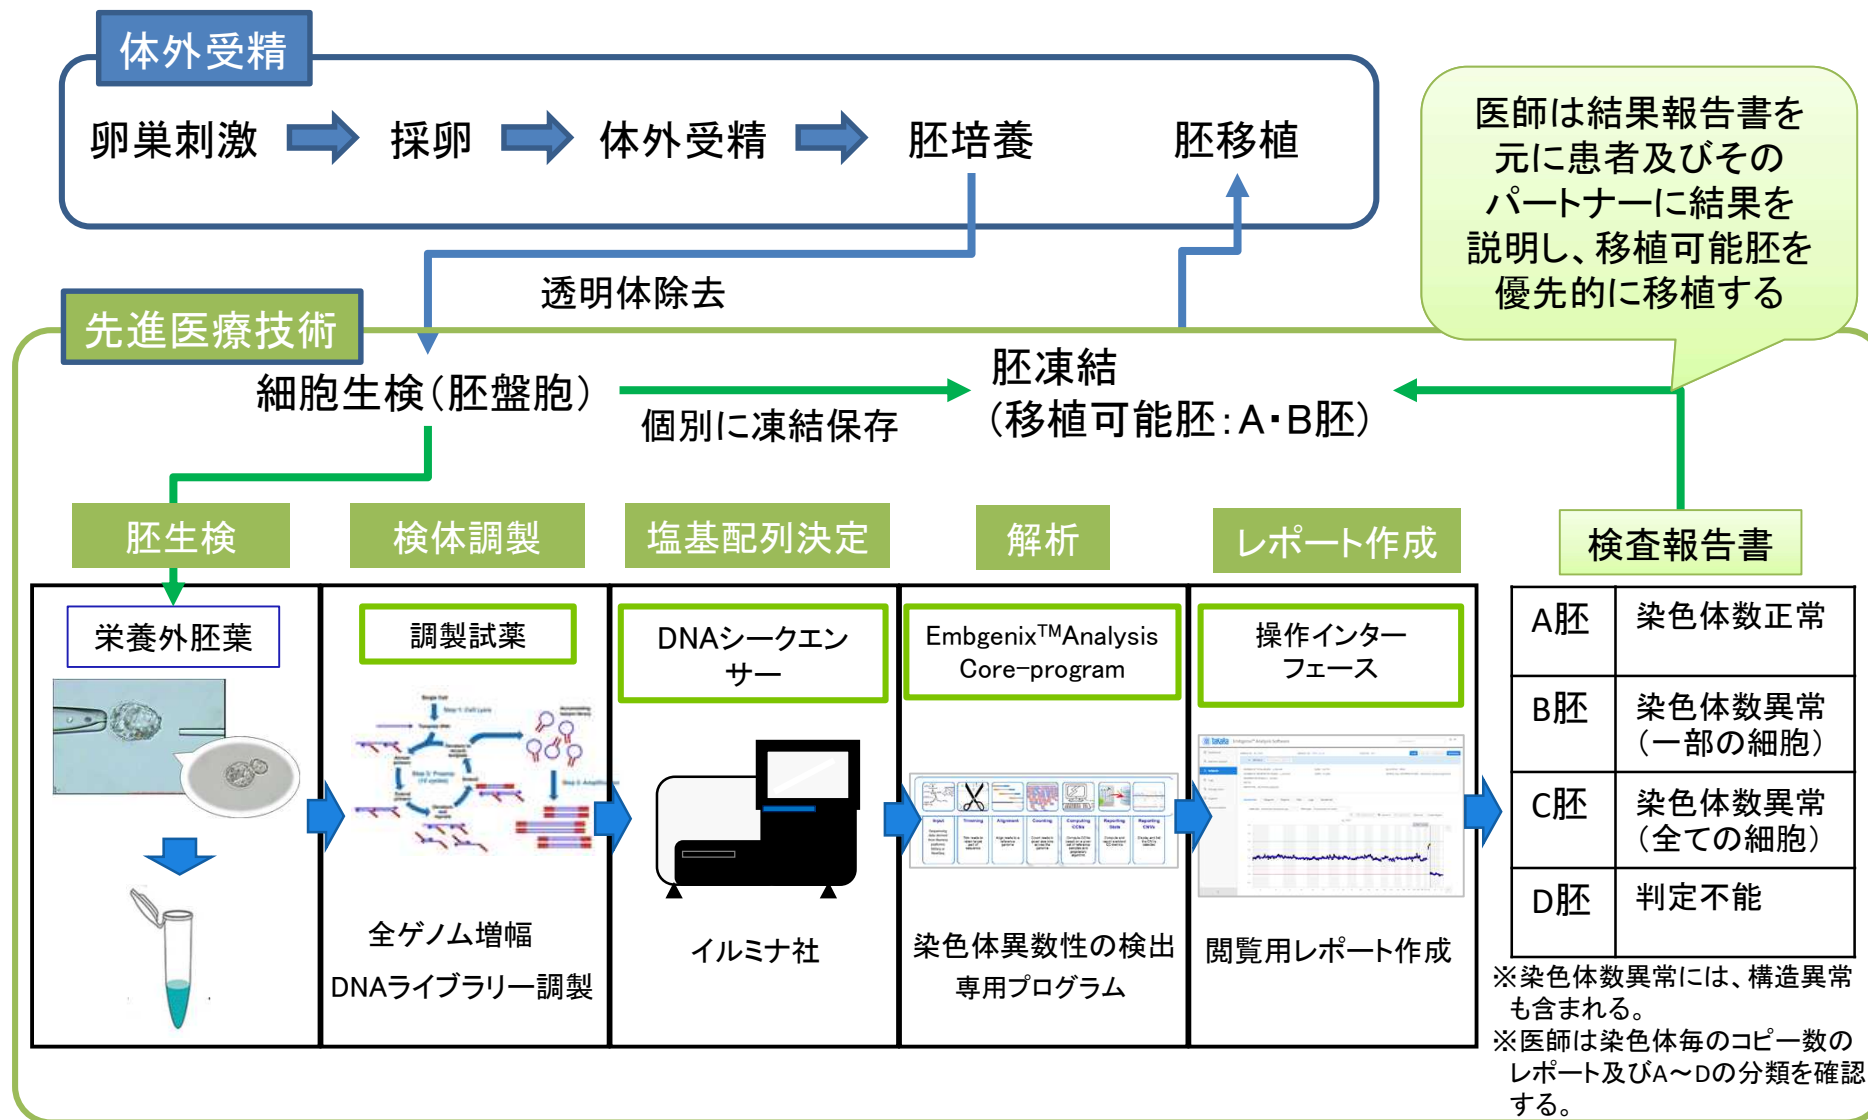 体外受精
卵巣刺激
採卵
体外受精
胚培養
胚移植
医師は結果報告書を
元に患者及びその
パートナーに結果を
説明し、移植可能胚を
優先的に移植する
透明体除去
先進医療技術
細胞生検(胚盤胞)
個別に凍結保存
胚凍結
(移植可能胚:A・B胚)
胚生検
検体調製
塩基配列決定
解析
レポート作成
検査報告書
栄養外胚葉
調製試薬
全ゲノム増幅
DNAライブラリー調製
DNAシークエン
サー
イルミナ社
Embgenix™Analysis
Core-program
Input
Trimming
Alignment
Counting
Computing
Reporting
Reporting
染色体異数性の検出
専用プログラム
操作インター
フェース
takara
閲覧用レポート作成
A胚
染色体数正常
B胚
染色体数異常
(一部の細胞)
C胚
染色体数異常
(全ての細胞)
D胚
判定不能
※染色体数異常には、構造異常
も含まれる。
※医師は染色体毎のコピー数の
レポート及びA～Dの分類を確認
する。